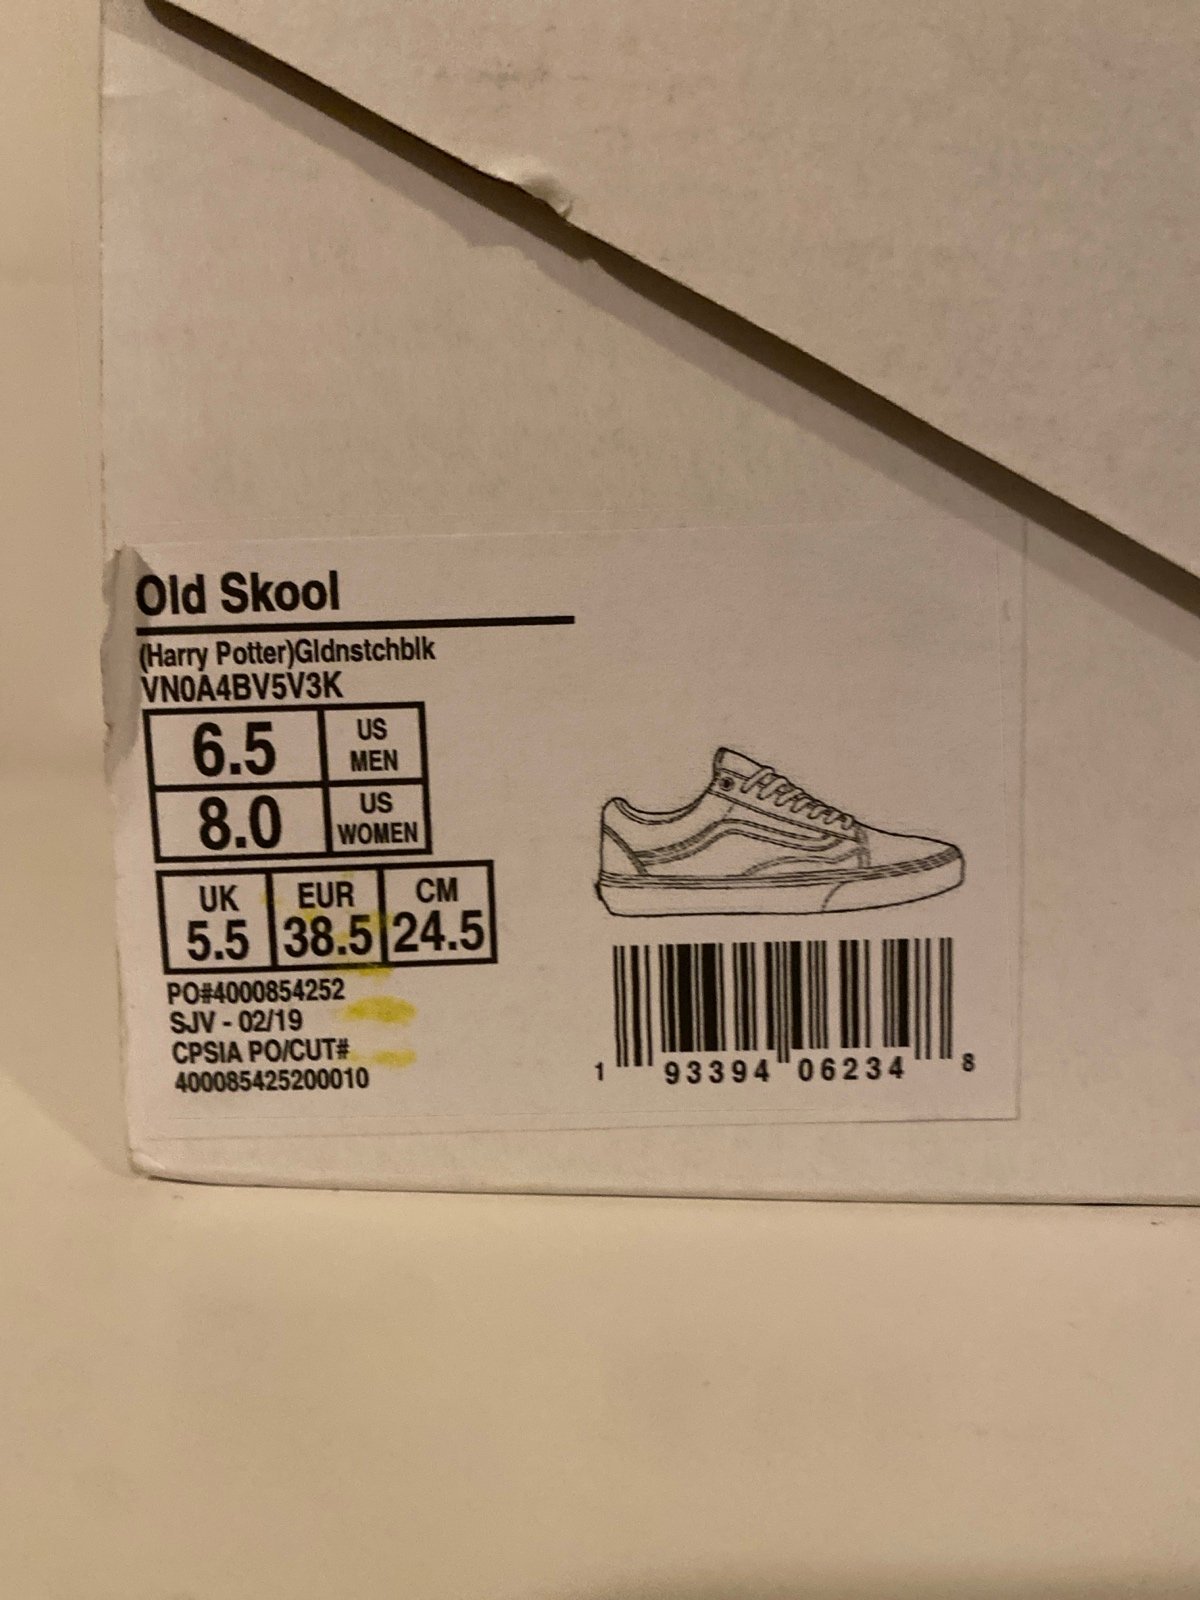 Old Skool
(Harry Potter)Gldnstchblk
VN0A4BV5V3K
6.5 US MEN
8.0 US WOMEN
UK EUR CM
5.5 38.5 24.5
PO#4000854252
SJV - 02/19
CPSIA PO/CUT#
400085425200010
1 93394 06234 8